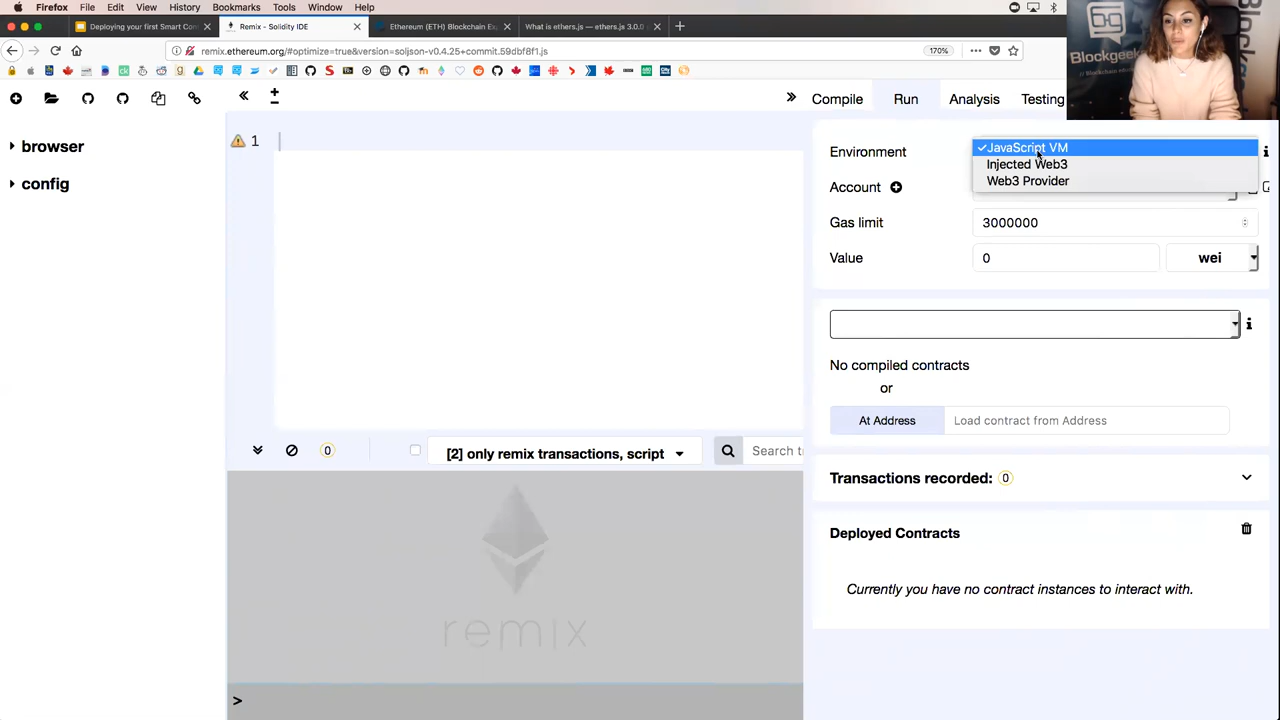 Firefox File Edit View History Bookmarks Tools Window Help
Deploying your first Smart Con
Remix - Solidity IDE
Ethereum (ETH) Blockchain Ex
What is ethers.js — ethers.js 3.0.0
remix.ethereum.org/#optimize=true&version=soljson-v0.4.25+commit.59dbf8f1.js
170%
Blockgeeks
Compile Run Analysis Testing
browser
config
1
Environment
JavaScript VM
Injected Web3
Web3 Provider
Account
Gas limit
3000000
Value
0
wei
No compiled contracts
or
At Address
Load contract from Address
0
[2] only remix transactions, script
Search t
Transactions recorded: 0
Deployed Contracts
Currently you have no contract instances to interact with.
remix
>